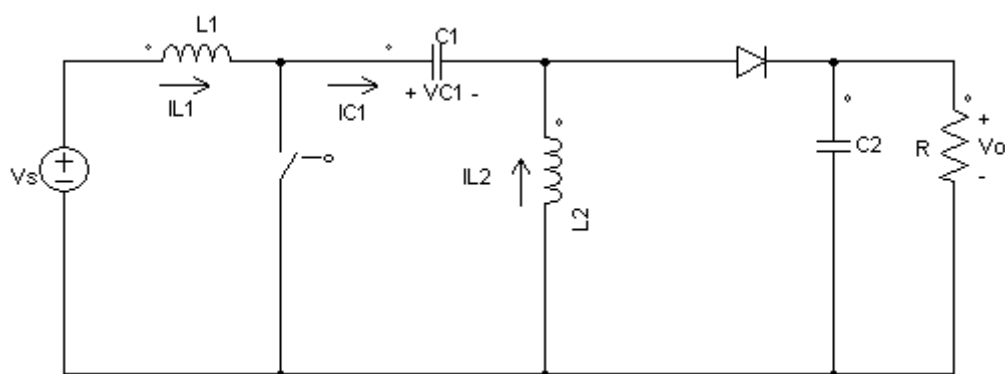 L1
C1
IL1
IC1
+ VC1 -
+
Vs
IL2
L2
C2
R
+
Vo
-